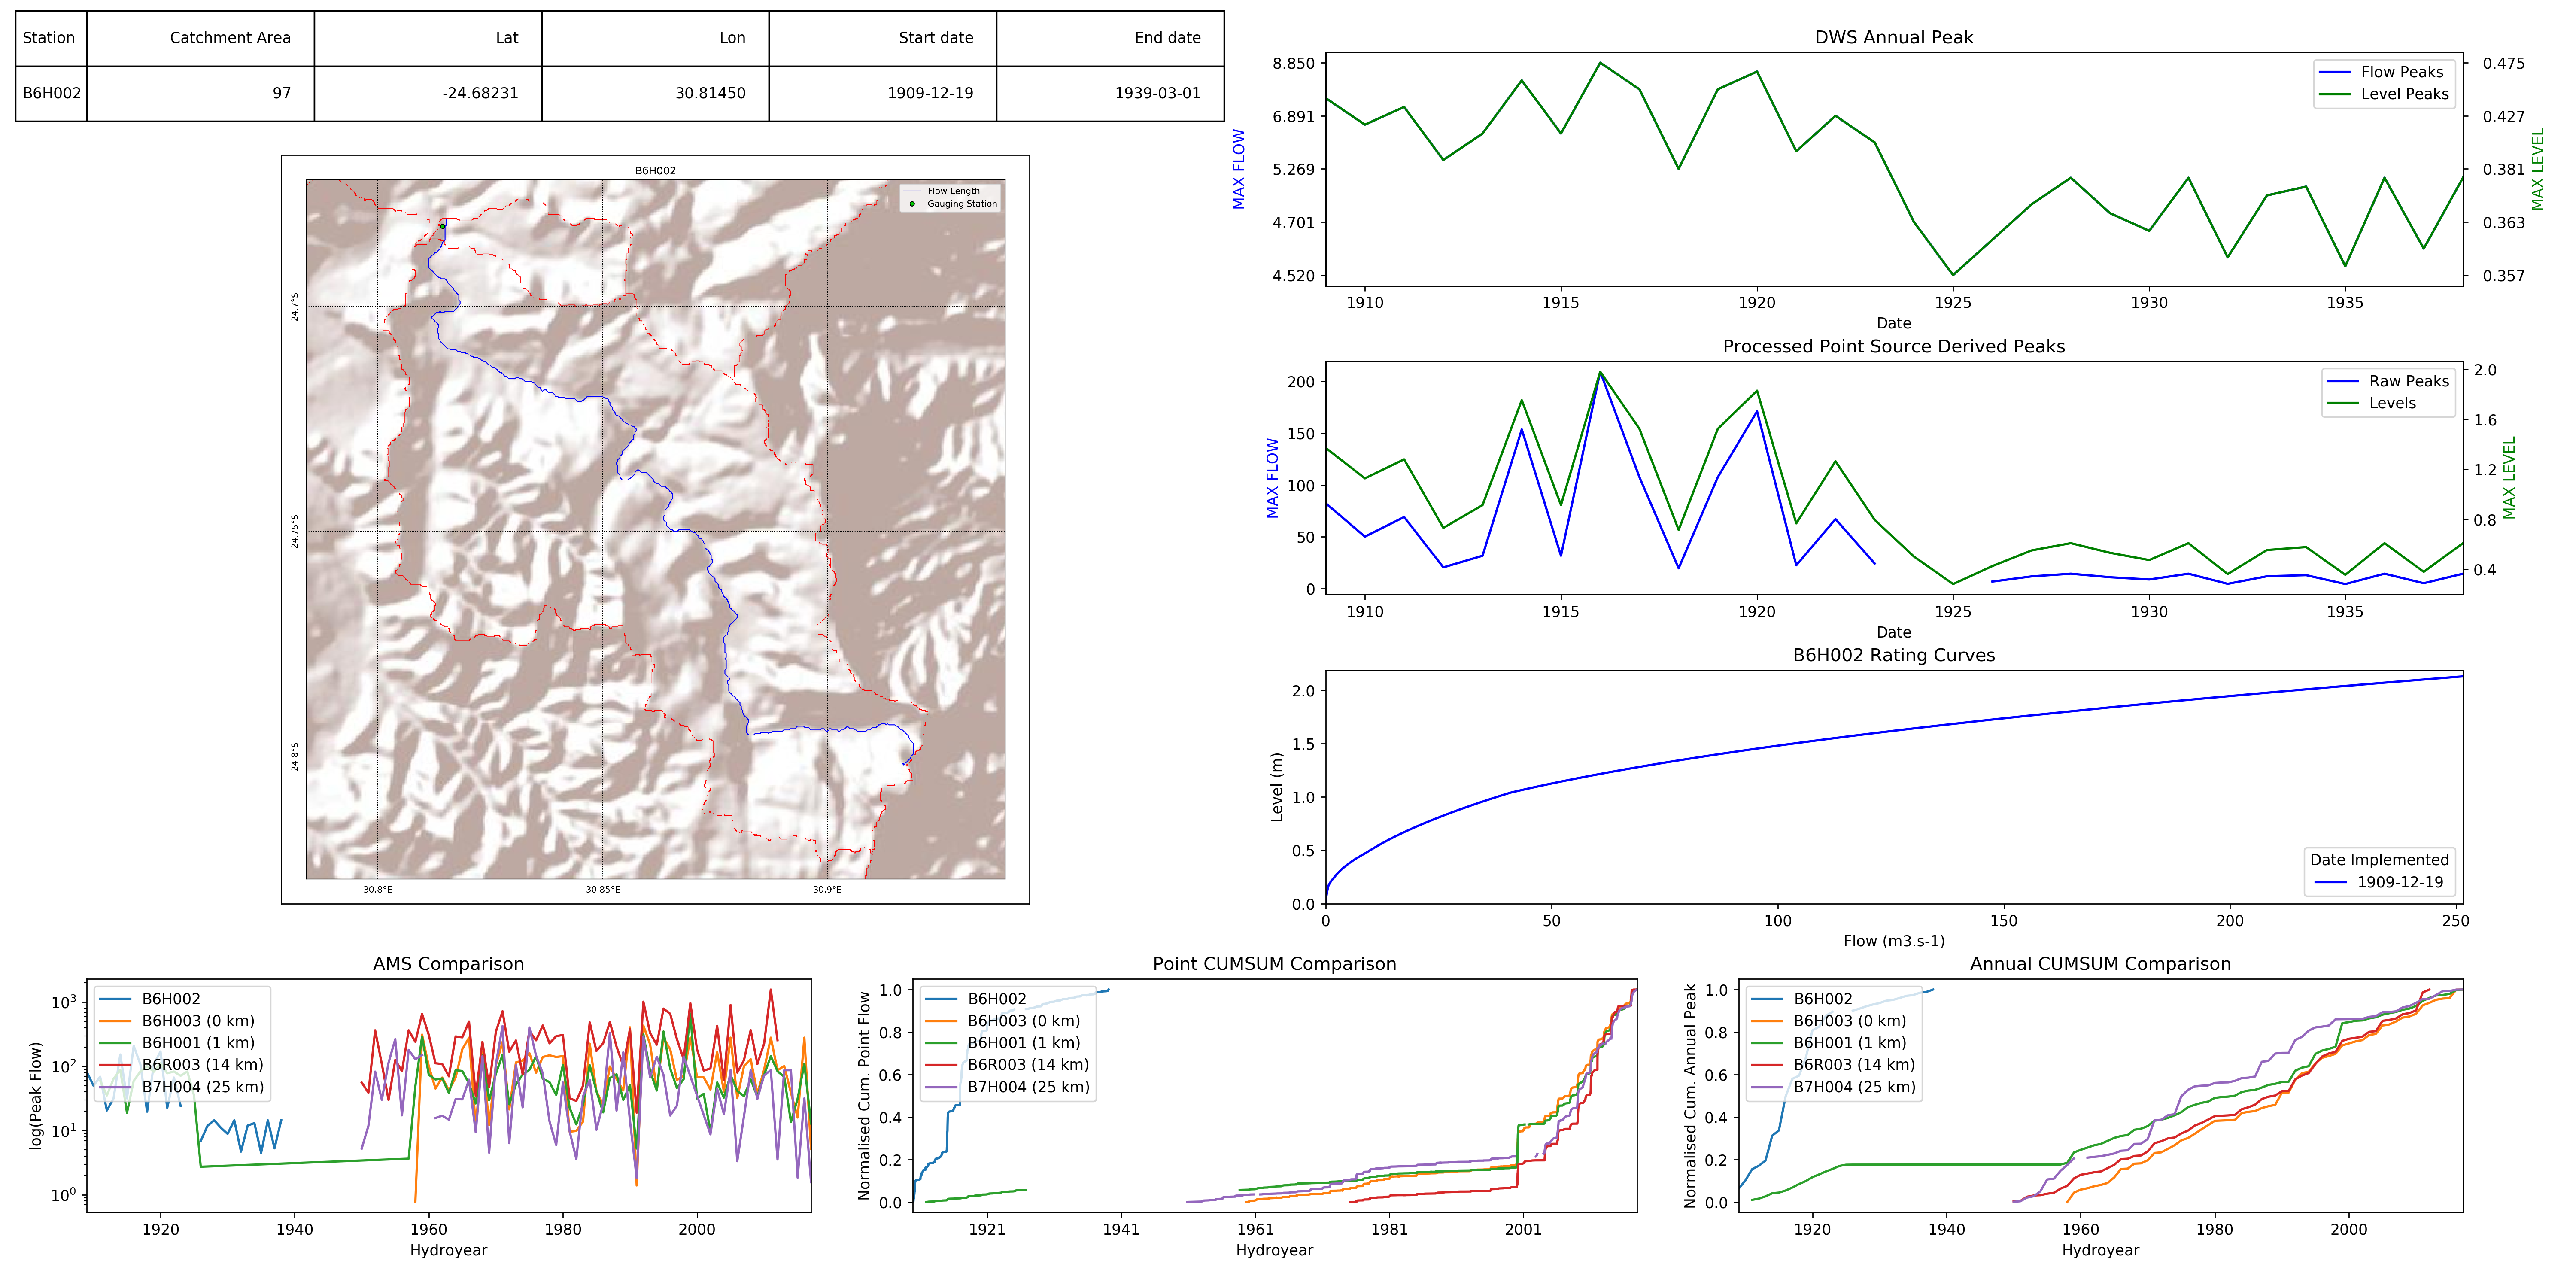 Station Catchment Area Lat Lon Start date End date
B6H002 97 -24.68231 30.81450 1909-12-19 1939-03-01
B6H002
Flow Length
Gauging Station
24.7°S
24.75°S
24.8°S
30.8°E 30.85°E 30.9°E
DWS Annual Peak
Flow Peaks
Level Peaks
8.850
6.891
5.269
4.701
4.520
MAX FLOW
0.475
0.427
0.381
0.363
0.357
MAX LEVEL
1910 1915 1920 1925 1930 1935
Date
Processed Point Source Derived Peaks
Raw Peaks
Levels
200
150
100
50
0
MAX FLOW
2.0
1.6
1.2
0.8
0.4
MAX LEVEL
1910 1915 1920 1925 1930 1935
Date
B6H002 Rating Curves
2.0
1.5
1.0
0.5
0.0
Level (m)
Date Implemented
1909-12-19
0 50 100 150 200 250
Flow (m3.s-1)
AMS Comparison
B6H002
B6H003 (0 km)
B6H001 (1 km)
B6R003 (14 km)
B7H004 (25 km)
10³
10²
10¹
10⁰
log(Peak Flow)
1920 1940 1960 1980 2000
Hydroyear
Point CUMSUM Comparison
B6H002
B6H003 (0 km)
B6H001 (1 km)
B6R003 (14 km)
B7H004 (25 km)
1.0
0.8
0.6
0.4
0.2
0.0
Normalised Cum. Point Flow
1921 1941 1961 1981 2001
Hydroyear
Annual CUMSUM Comparison
B6H002
B6H003 (0 km)
B6H001 (1 km)
B6R003 (14 km)
B7H004 (25 km)
1.0
0.8
0.6
0.4
0.2
0.0
Normalised Cum. Annual Peak
1920 1940 1960 1980 2000
Hydroyear